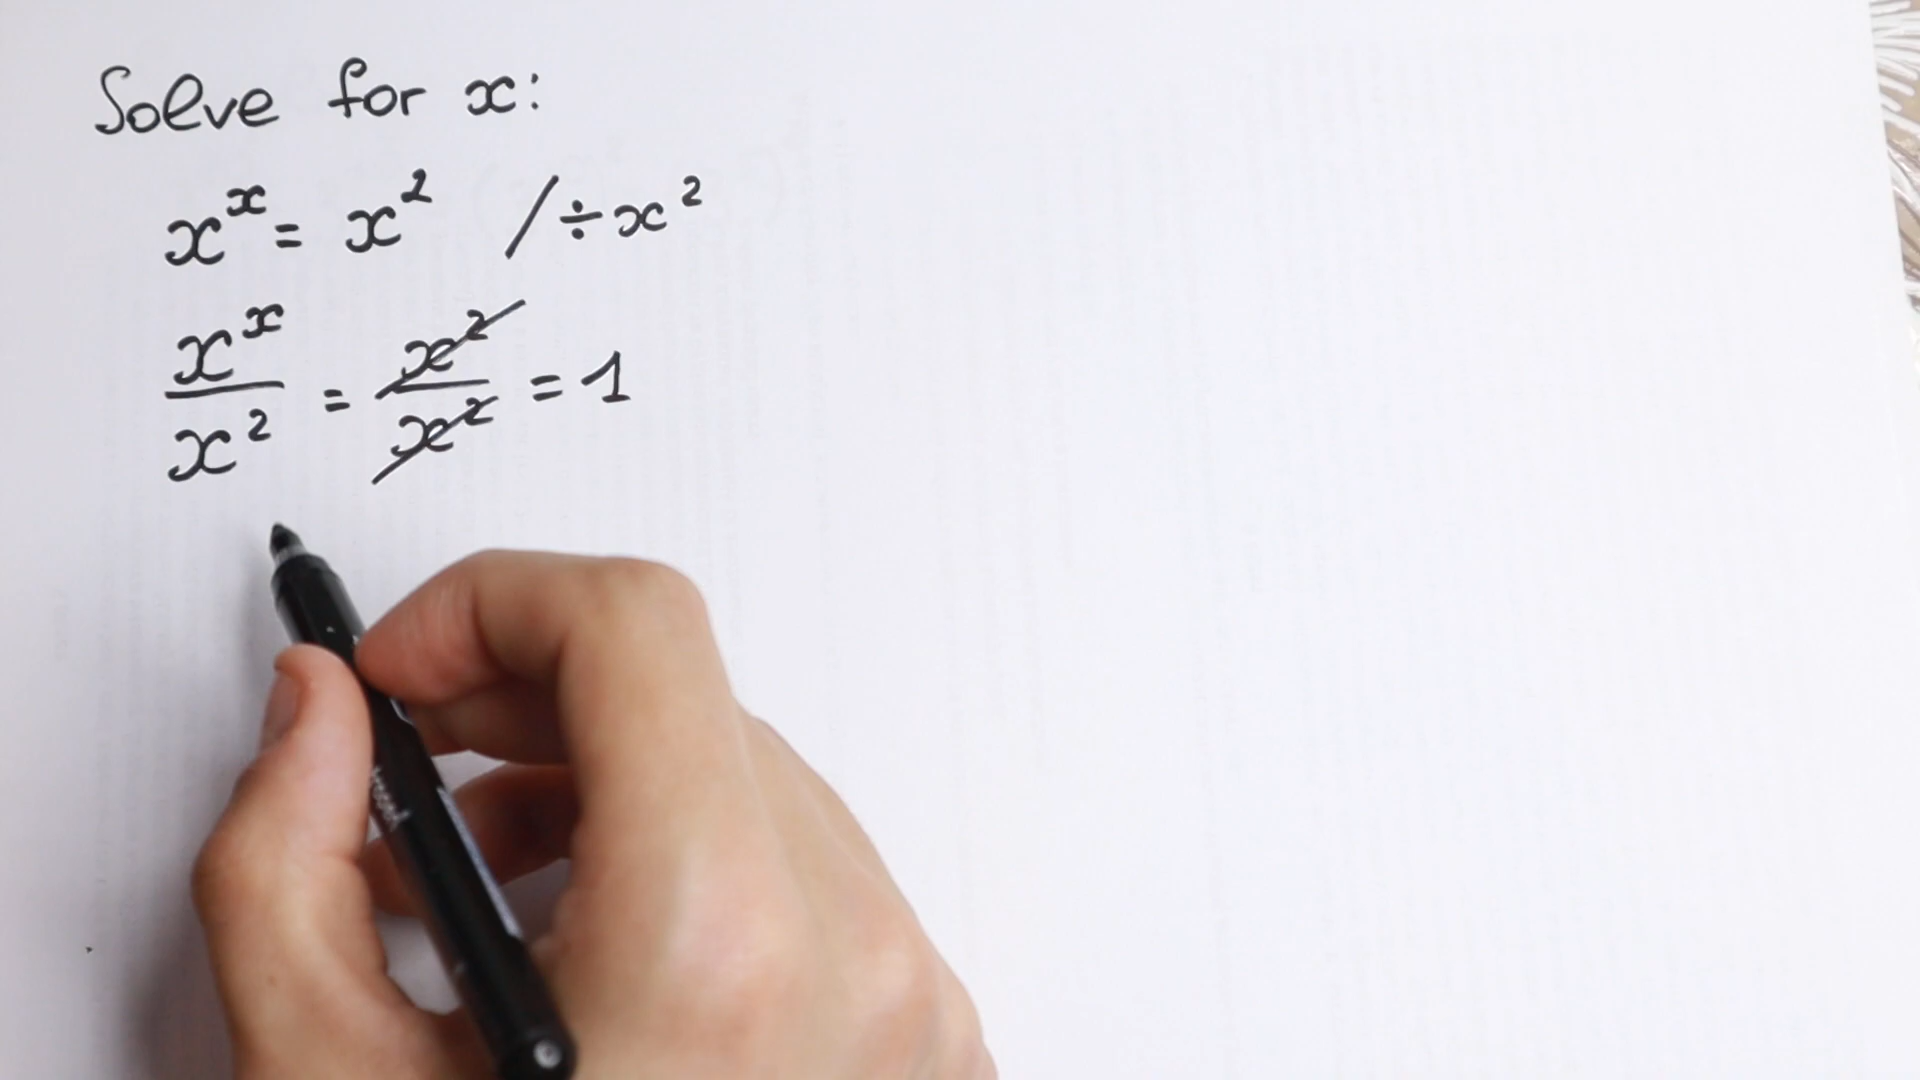 Solve for x:
x^x = x^2 / ÷ x^2
x^x/x^2 = x^2/x^2 = 1